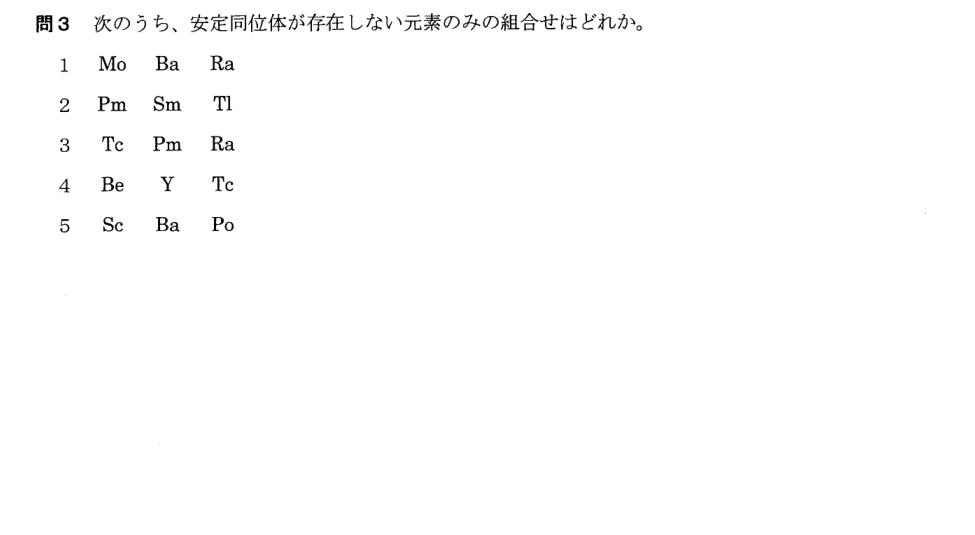 問3 次のうち、安定同位体が存在しない元素のみの組合せはどれか。
1 Mo Ba Ra
2 Pm Sm Tl
3 Tc Pm Ra
4 Be Y Tc
5 Sc Ba Po